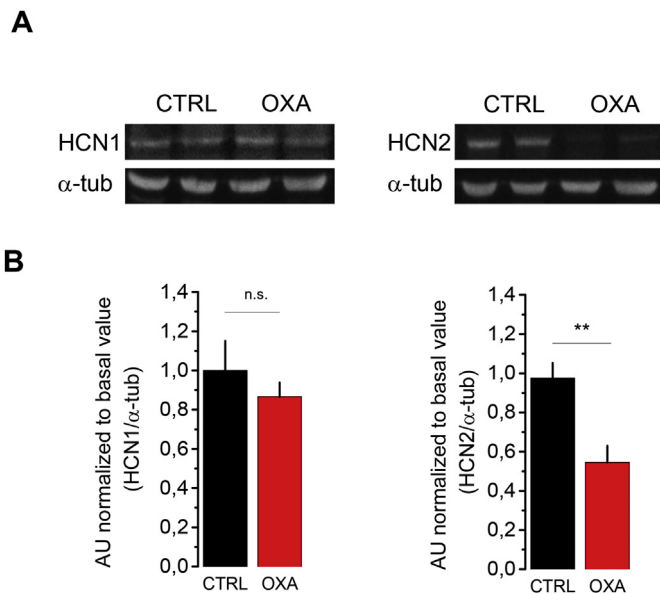 A
CTRL OXA
HCN1
α-tub
CTRL OXA
HCN2
α-tub
B
AU normalized to basal value
(HCN1/α-tub)
1,4
1,2
1,0
0,8
0,6
0,4
0,2
0,0
n.s.
CTRL OXA
AU normalized to basal value
(HCN2/α-tub)
1,4
1,2
1,0
0,8
0,6
0,4
0,2
0,0
**
CTRL OXA